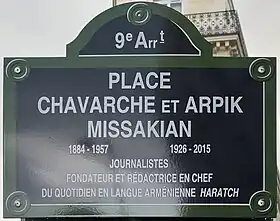 9e Arrt
PLACE
CHAVARCHE ET ARPIK
MISSAKIAN
1884 - 1957 1926 - 2015
JOURNALISTES
FONDATEUR ET RÉDACTRICE EN CHEF
DU QUOTIDIEN EN LANGUE ARMÉNIENNE HARATCH